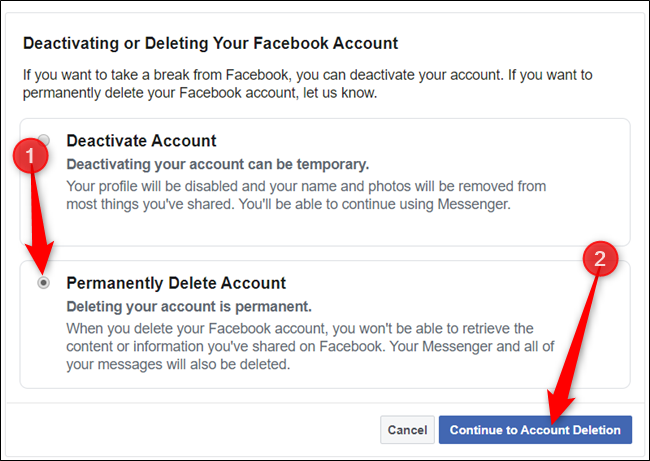 Deactivating or Deleting Your Facebook Account
If you want to take a break from Facebook, you can deactivate your account. If you want to
permanently delete your Facebook account, let us know.
Deactivate Account
1
Deactivating your account can be temporary.
Your profile will be disabled and your name and photos will be removed from
most things you've shared. You'll be able to continue using Messenger.
2
Permanently Delete Account
Deleting your account is permanent.
When you delete your Facebook account, you won't be able to retrieve the
content or information you've shared on Facebook. Your Messenger and all of
your messages will also be deleted.
Cancel
Continue to Account Deletion